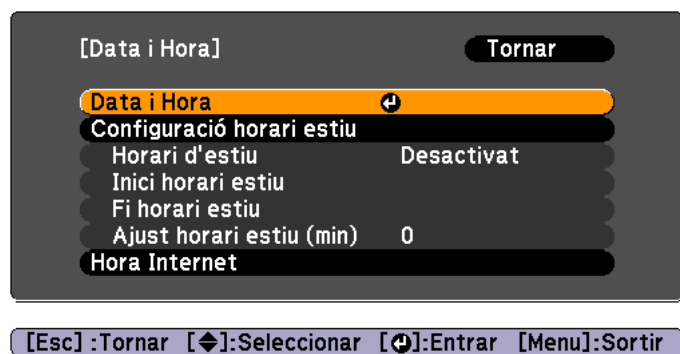 [Data i Hora] Tornar
Data i Hora
Configuració horari estiu
Horari d'estiu Desactivat
Inici horari estiu
Fi horari estiu
Ajust horari estiu (min) 0
Hora Internet
[Esc] :Tornar [◆]:Seleccionar [⏎]:Entrar [Menu]:Sortir